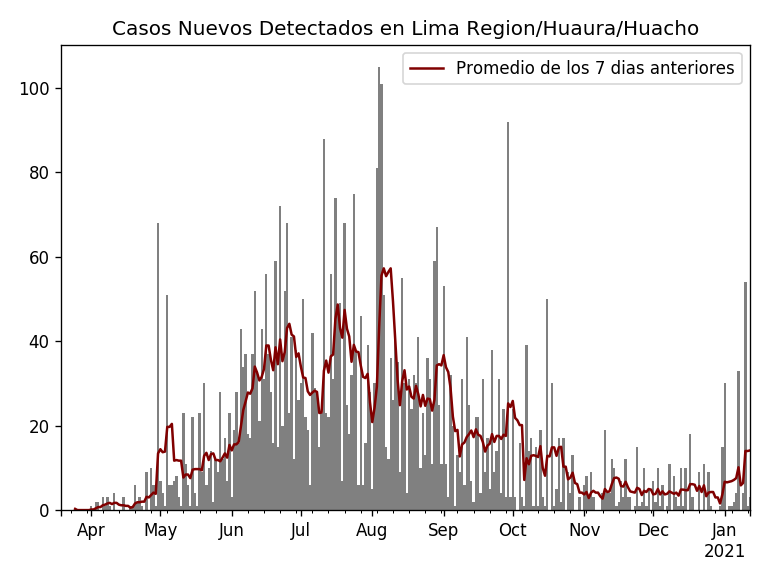 Casos Nuevos Detectados en Lima Region/Huaura/Huacho
Promedio de los 7 dias anteriores
100
80
60
40
20
0
Apr May Jun Jul Aug Sep Oct Nov Dec Jan
2021